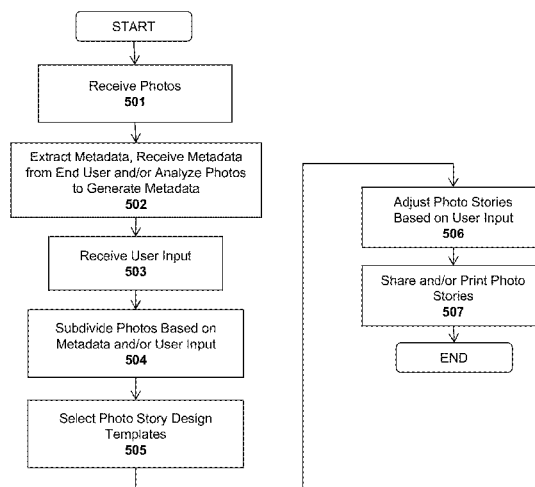 START
Receive Photos
501
Extract Metadata, Receive Metadata
from End User and/or Analyze Photos
to Generate Metadata
502
Receive User Input
503
Subdivide Photos Based on
Metadata and/or User Input
504
Select Photo Story Design
Templates
505
Adjust Photo Stories
Based on User Input
506
Share and/or Print Photo
Stories
507
END